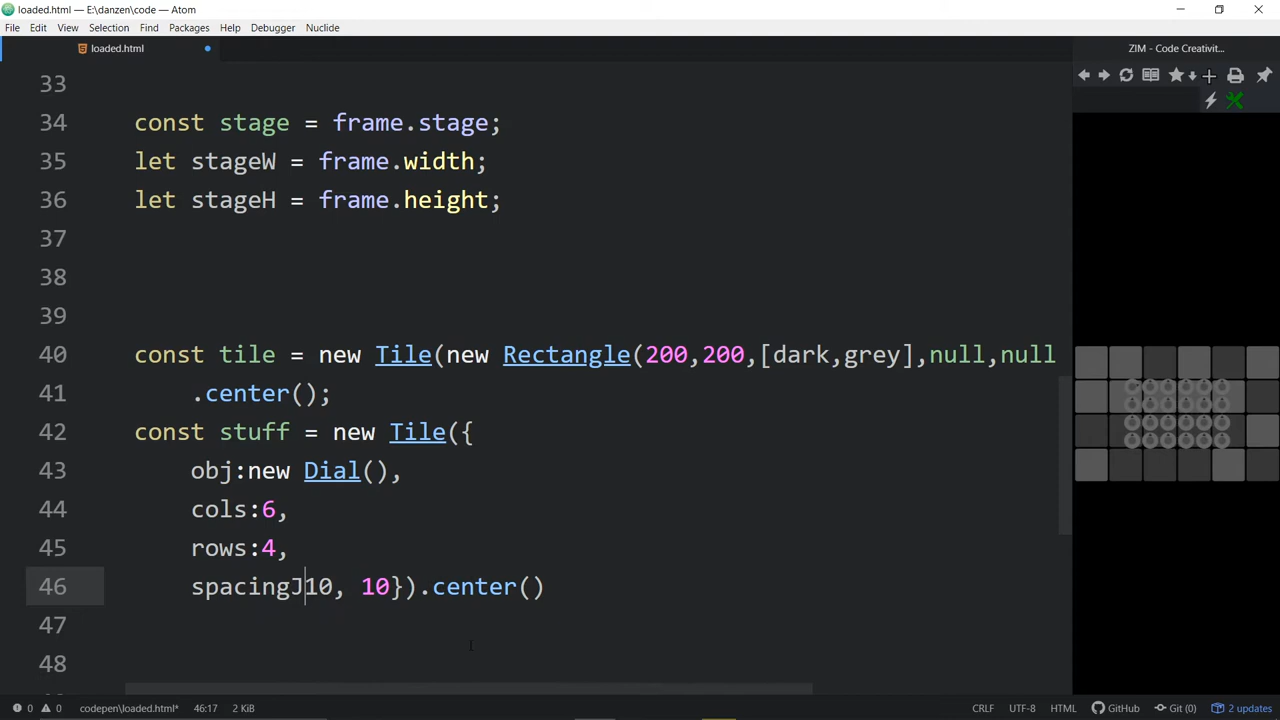 loaded.html — E:\danzen\code — Atom
File Edit View Selection Find Packages Help Debugger Nuclide
loaded.html
ZIM - Code Creativit...
33
34 const stage = frame.stage;
35 let stageW = frame.width;
36 let stageH = frame.height;
37
38
39
40 const tile = new Tile(new Rectangle(200,200,[dark,grey],null,null
41 .center();
42 const stuff = new Tile({
43 obj:new Dial(),
44 cols:6,
45 rows:4,
46 spacingJ10, 10}).center()
47
48
0 0 codepen\loaded.html* 46:17 2 KiB CRLF UTF-8 HTML GitHub Git (0) 2 updates